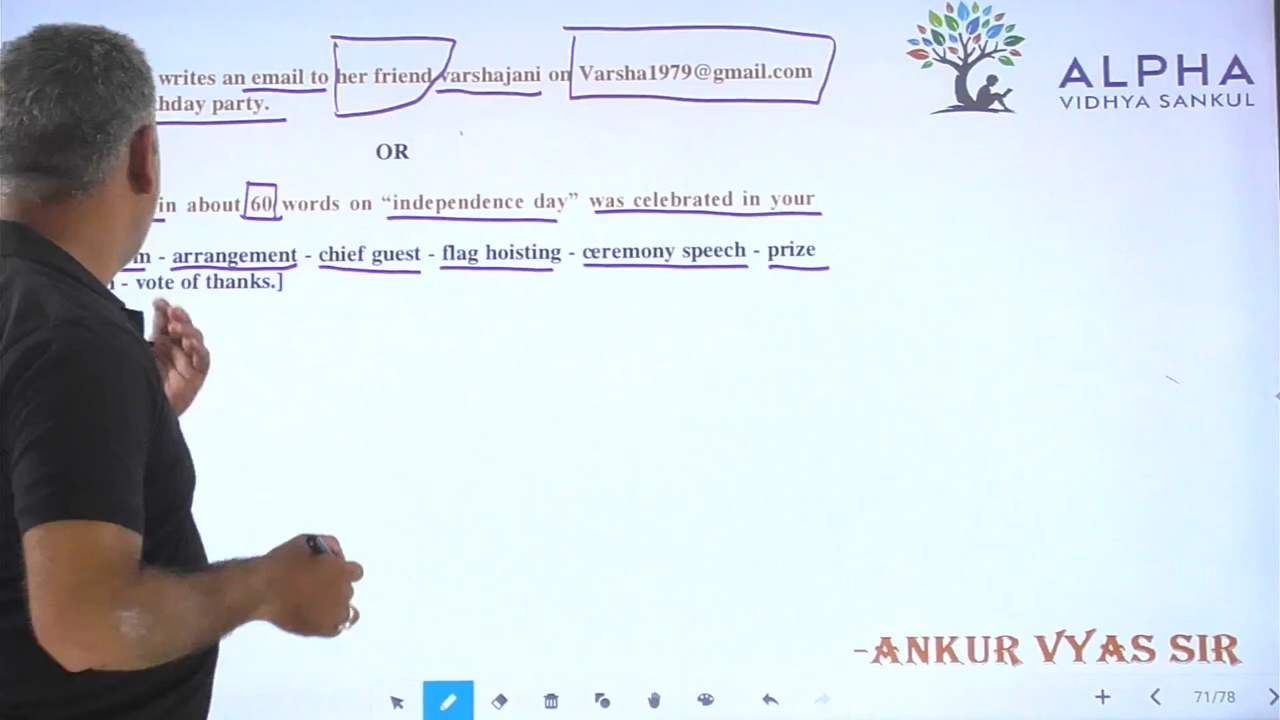 writes an email to her friend varshajani on Varsha1979@gmail.com
party.
OR
about 60 words on “independence day” was celebrated in your
- arrangement - chief guest - flag hoisting - ceremony speech - prize
- vote of thanks.]
ALPHA
VIDHYA SANKUL
-ANKUR VYAS SIR
71/78